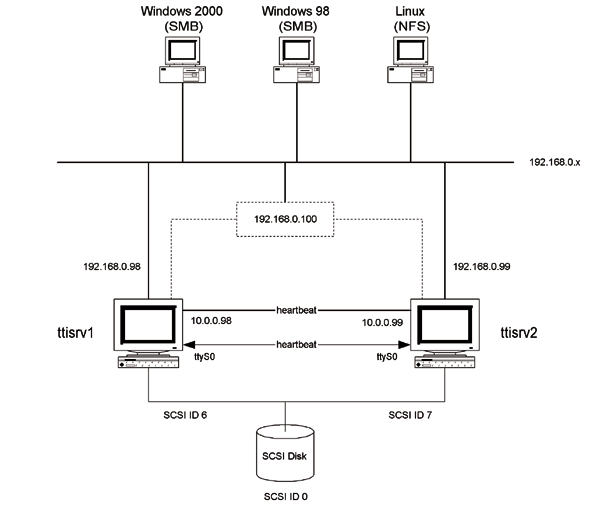 Windows 2000
(SMB)
Windows 98
(SMB)
Linux
(NFS)
192.168.0.x
192.168.0.100
192.168.0.98
192.168.0.99
heartbeat
10.0.0.98
10.0.0.99
ttisrv1
ttisrv2
heartbeat
ttyS0
ttyS0
SCSI ID 6
SCSI ID 7
SCSI Disk
SCSI ID 0